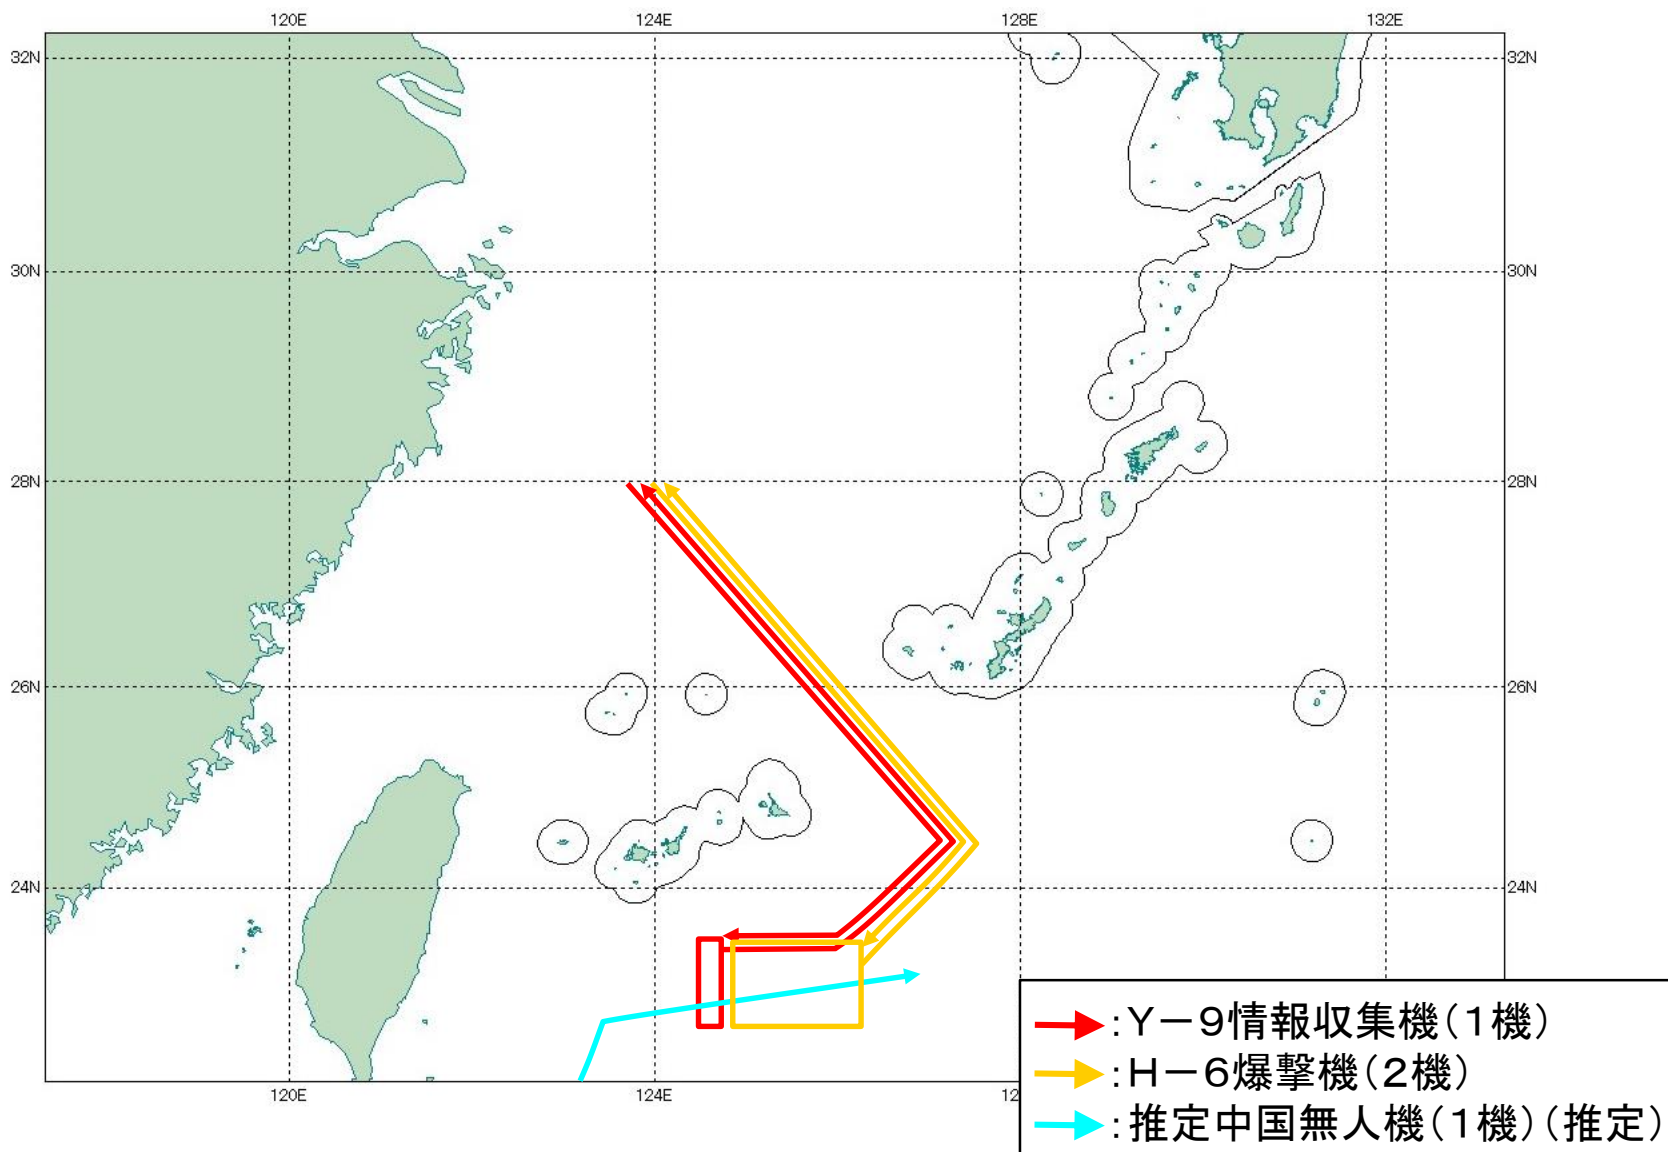 120E 124E 128E 132E
32N 32N
30N 30N
28N 28N
26N 26N
24N 24N
:Y－9情報収集機(1機)
:H－6爆撃機(2機)
:推定中国無人機(1機)(推定)
120E 124E 12